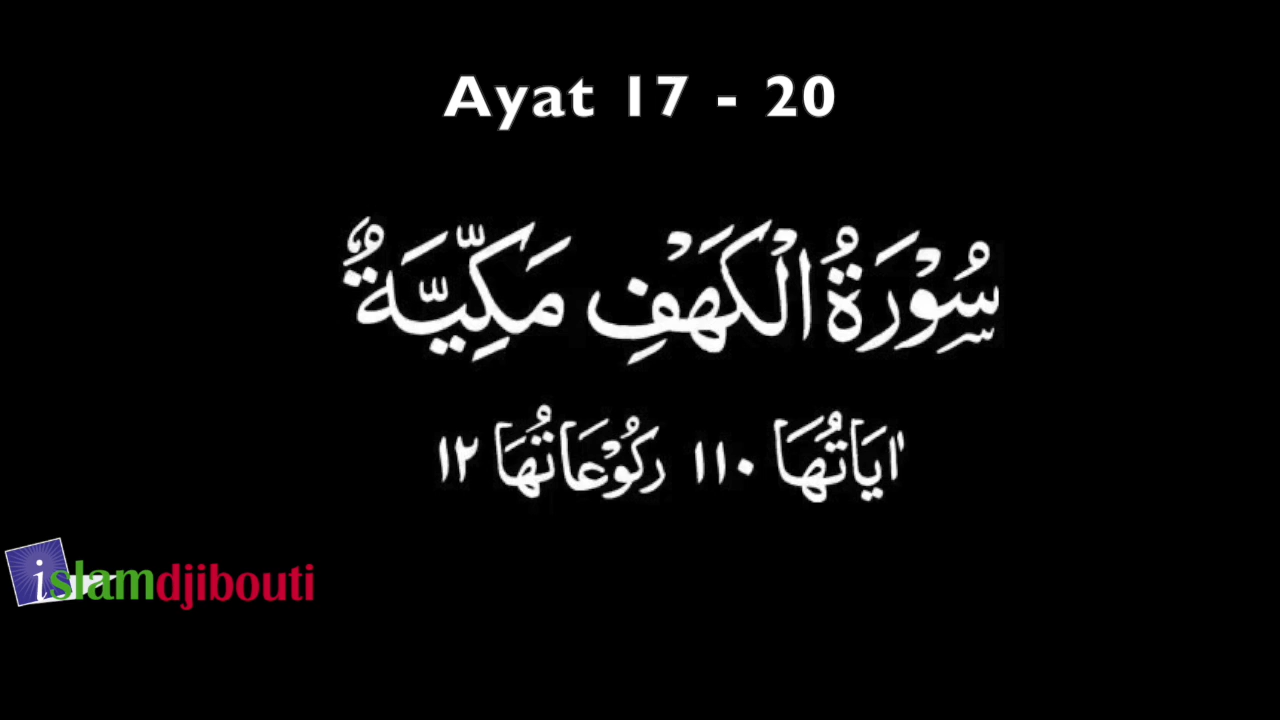 Ayat 17 - 20
سُوْرَةُ الْكَهْفِ مَكِّيَّةٌ
اٰيَاتُهَا ١١٠ رَكُوْعَاتُهَا ١٢
islamdjibouti